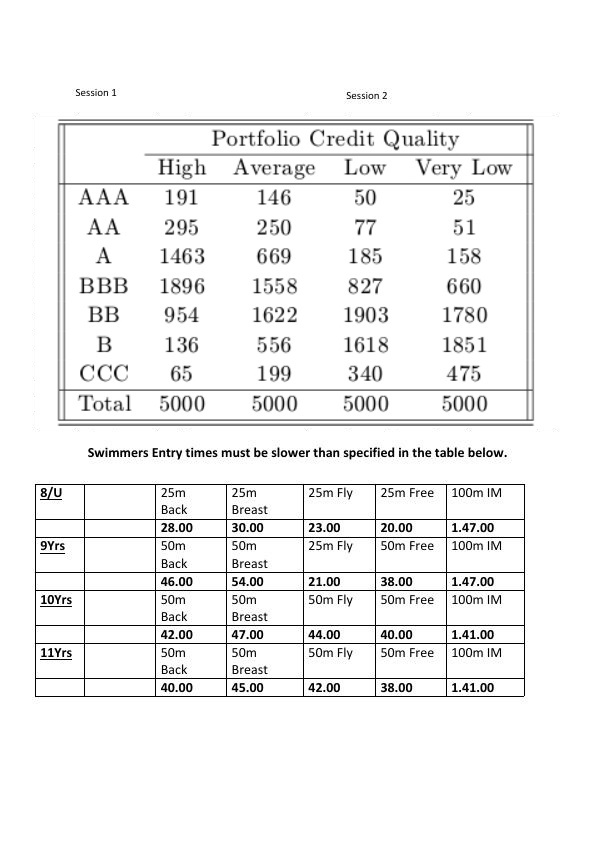 Session 1 Session 2
Portfolio Credit Quality
High Average Low Very Low
AAA 191 146 50 25
AA 295 250 77 51
A 1463 669 185 158
BBB 1896 1558 827 660
BB 954 1622 1903 1780
B 136 556 1618 1851
CCC 65 199 340 475
Total 5000 5000 5000 5000
Swimmers Entry times must be slower than specified in the table below.
8/U 25m Back 25m Breast 25m Fly 25m Free 100m IM
28.00 30.00 23.00 20.00 1.47.00
9Yrs 50m Back 50m Breast 25m Fly 50m Free 100m IM
46.00 54.00 21.00 38.00 1.47.00
10Yrs 50m Back 50m Breast 50m Fly 50m Free 100m IM
42.00 47.00 44.00 40.00 1.41.00
11Yrs 50m Back 50m Breast 50m Fly 50m Free 100m IM
40.00 45.00 42.00 38.00 1.41.00